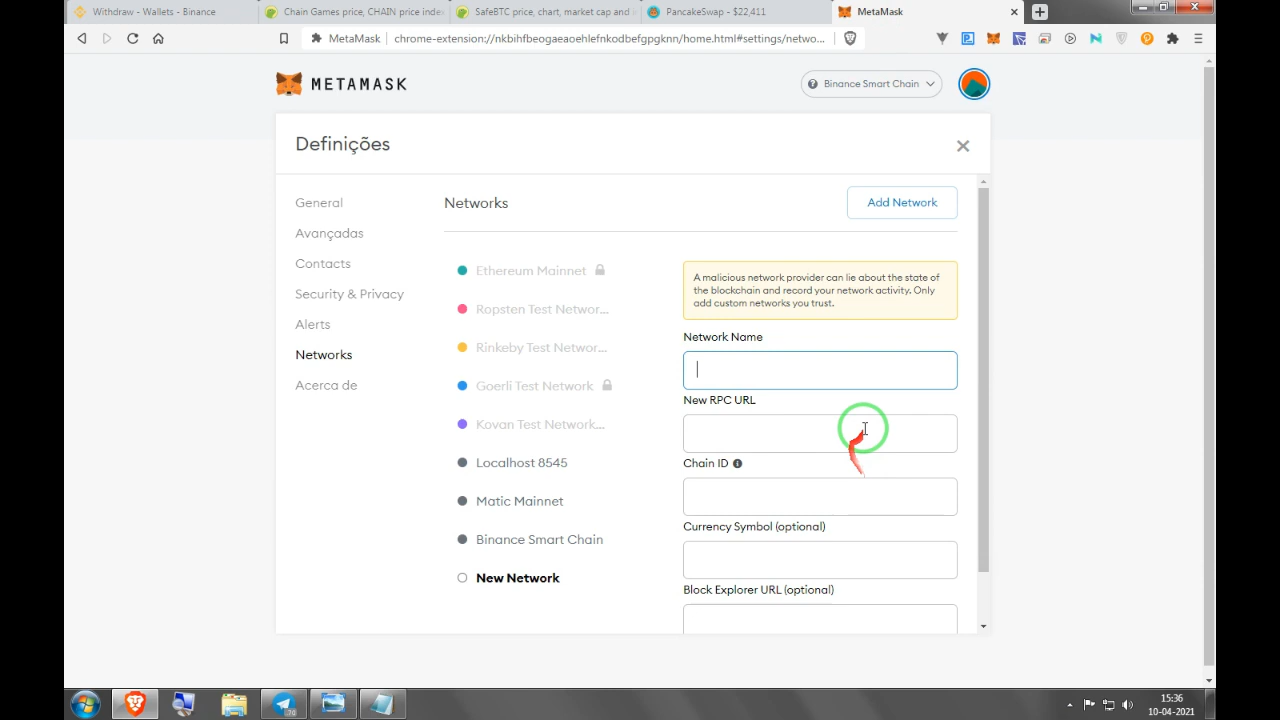 Withdraw - Wallets - Binance
Chain Games price, CHAIN price index
SafeBTC price, chart, market cap and i
PancakeSwap - $22,411
MetaMask
MetaMask
chrome-extension://nkbihfbeogaeaoehlefnkodbefgpgknn/home.html#settings/netwo...
METAMASK
Binance Smart Chain
Definições
General
Avançadas
Contacts
Security & Privacy
Alerts
Networks
Acerca de
Networks
Add Network
Ethereum Mainnet
Ropsten Test Networ...
Rinkeby Test Networ...
Goerli Test Network
Kovan Test Network...
Localhost 8545
Matic Mainnet
Binance Smart Chain
New Network
A malicious network provider can lie about the state of
the blockchain and record your network activity. Only
add custom networks you trust.
Network Name
New RPC URL
Chain ID
Currency Symbol (optional)
Block Explorer URL (optional)
15:36
10-04-2021